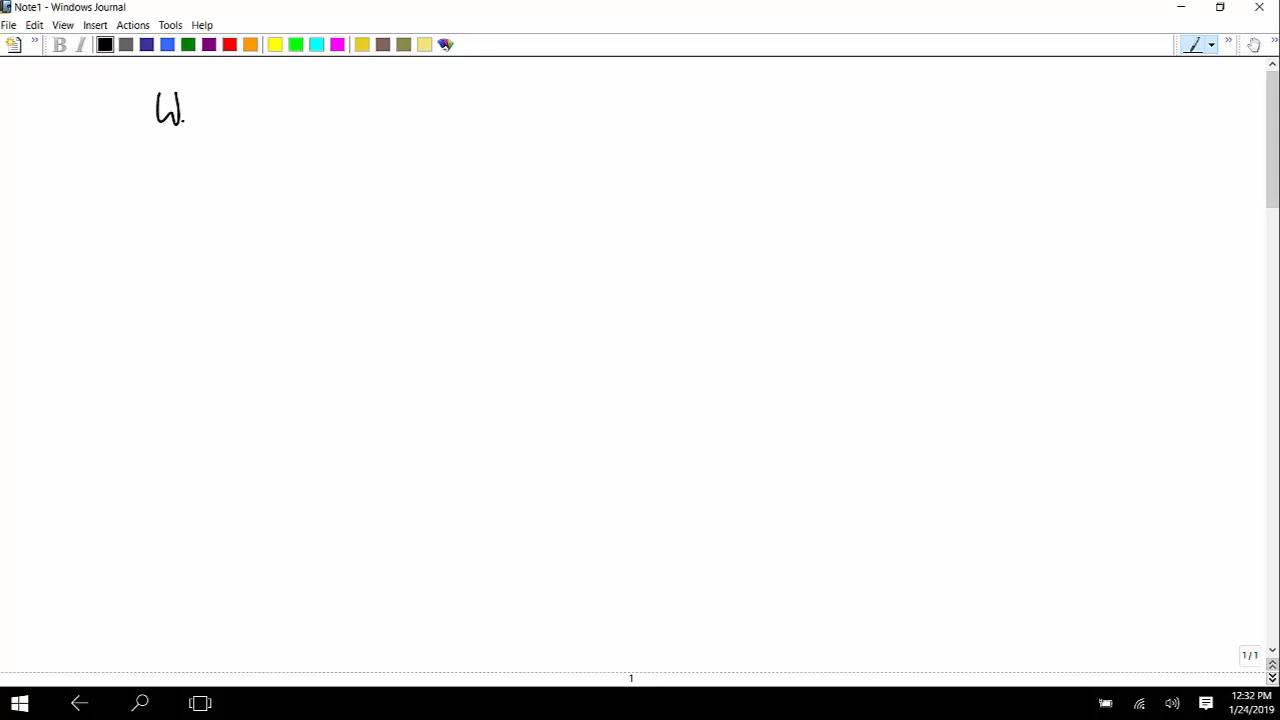 Note1 - Windows Journal
File Edit View Insert Actions Tools Help
B I
W.
1 / 1
1
12:32 PM
1/24/2019